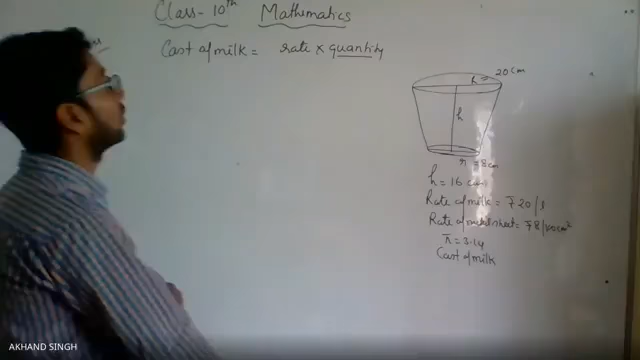 Class-10th Mathematics
Cost of milk = rate × quantity
20 cm
h
r = 8 cm
h = 16 cm
Rate of milk = ₹20/l
Rate of metal sheet = ₹8/100cm²
π = 3.14
Cost of milk
AKHAND SINGH